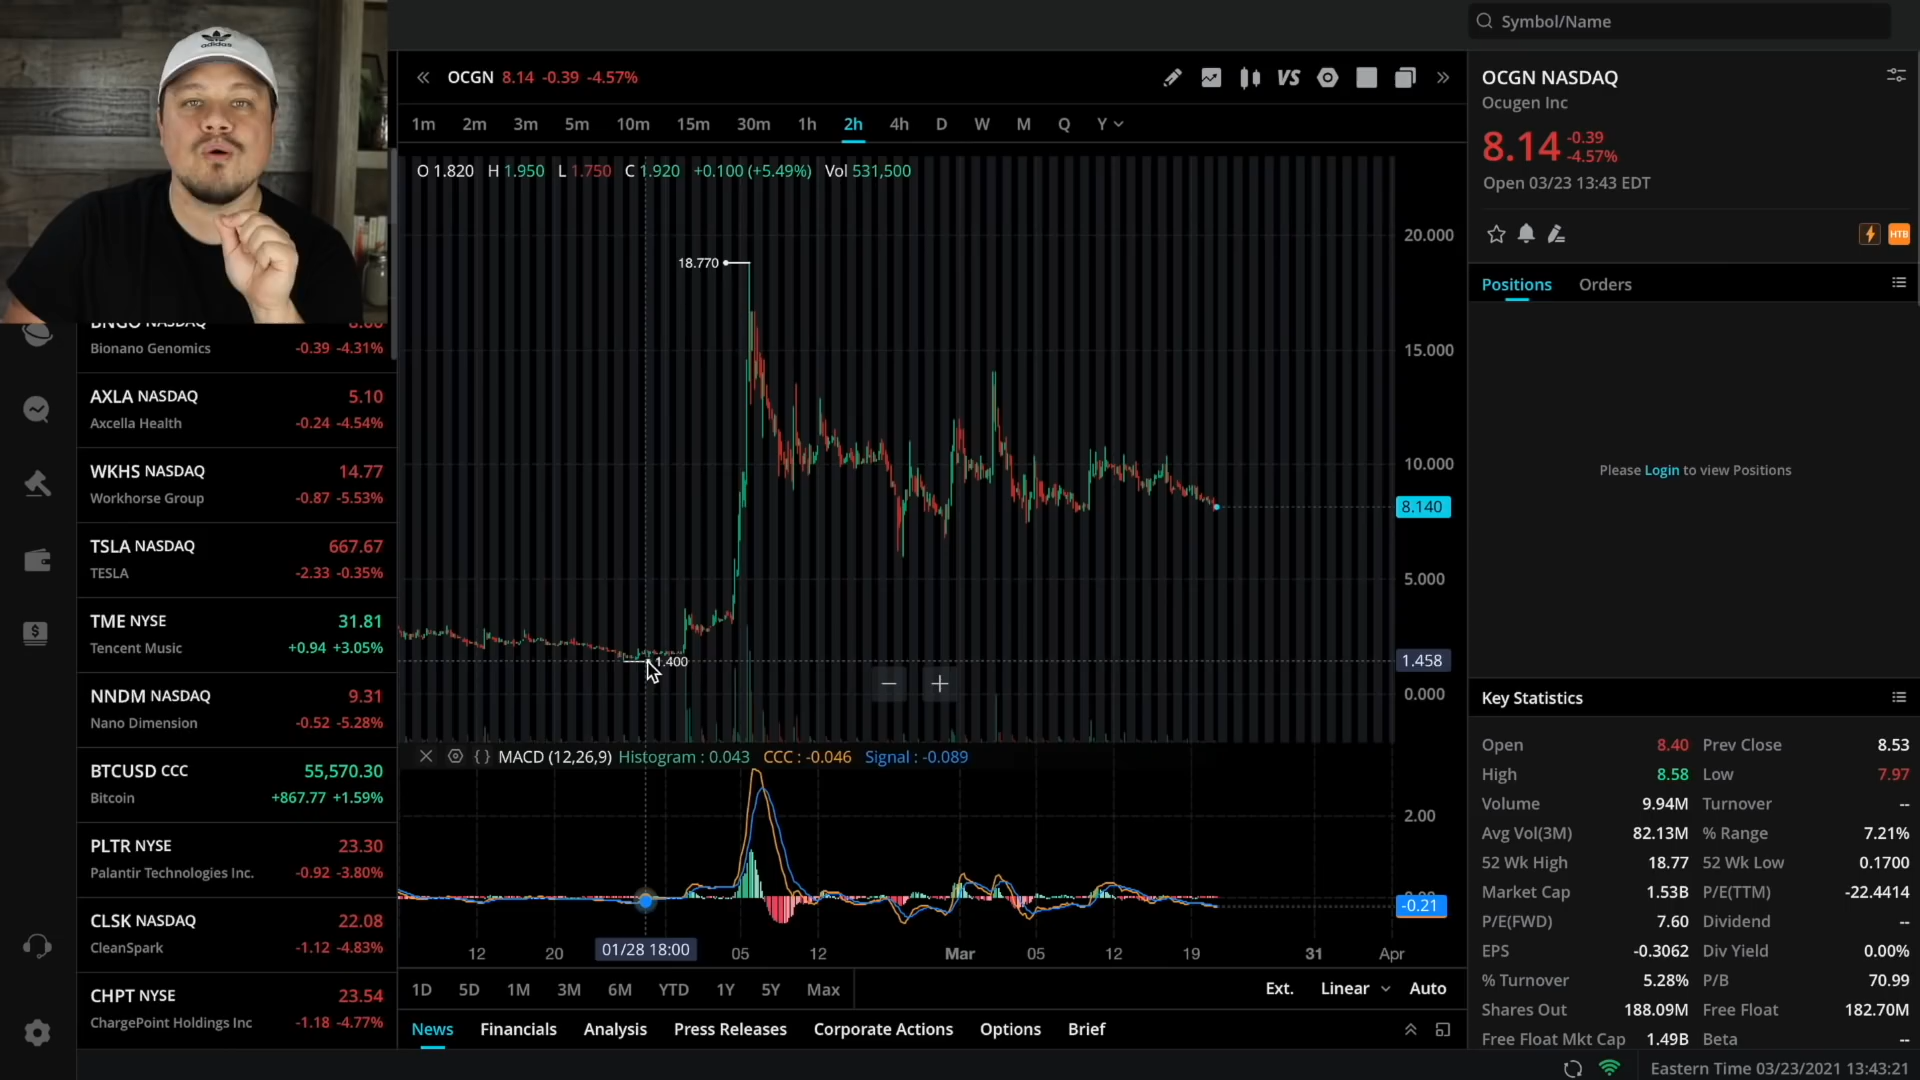 adidas
Symbol/Name
OCGN 8.14 -0.39 -4.57%
VS
1m 2m 3m 5m 10m 15m 30m 1h 2h 4h D W M Q Y
O 1.820 H 1.950 L 1.750 C 1.920 +0.100 (+5.49%) Vol 531,500
18.770
1.400
20.000
15.000
10.000
8.140
5.000
1.458
0.000
MACD (12,26,9) Histogram : 0.043 CCC : -0.046 Signal : -0.089
2.00
-0.21
12 20 01/28 18:00 05 12 Mar 05 12 19 31 Apr
1D 5D 1M 3M 6M YTD 1Y 5Y Max
Ext. Linear Auto
News Financials Analysis Press Releases Corporate Actions Options Brief
BNGO NASDAQ
Bionano Genomics -0.39 -4.31%
AXLA NASDAQ 5.10
Axcella Health -0.24 -4.54%
WKHS NASDAQ 14.77
Workhorse Group -0.87 -5.53%
TSLA NASDAQ 667.67
TESLA -2.33 -0.35%
TME NYSE 31.81
Tencent Music +0.94 +3.05%
NNDM NASDAQ 9.31
Nano Dimension -0.52 -5.28%
BTCUSD CCC 55,570.30
Bitcoin +867.77 +1.59%
PLTR NYSE 23.30
Palantir Technologies Inc. -0.92 -3.80%
CLSK NASDAQ 22.08
CleanSpark -1.12 -4.83%
CHPT NYSE 23.54
ChargePoint Holdings Inc -1.18 -4.77%
OCGN NASDAQ
Ocugen Inc
8.14 -0.39
-4.57%
Open 03/23 13:43 EDT
HTB
Positions Orders
Please Login to view Positions
Key Statistics
Open 8.40 Prev Close 8.53
High 8.58 Low 7.97
Volume 9.94M Turnover --
Avg Vol(3M) 82.13M % Range 7.21%
52 Wk High 18.77 52 Wk Low 0.1700
Market Cap 1.53B P/E(TTM) -22.4414
P/E(FWD) 7.60 Dividend --
EPS -0.3062 Div Yield 0.00%
% Turnover 5.28% P/B 70.99
Shares Out 188.09M Free Float 182.70M
Free Float Mkt Cap 1.49B Beta --
Eastern Time 03/23/2021 13:43:21